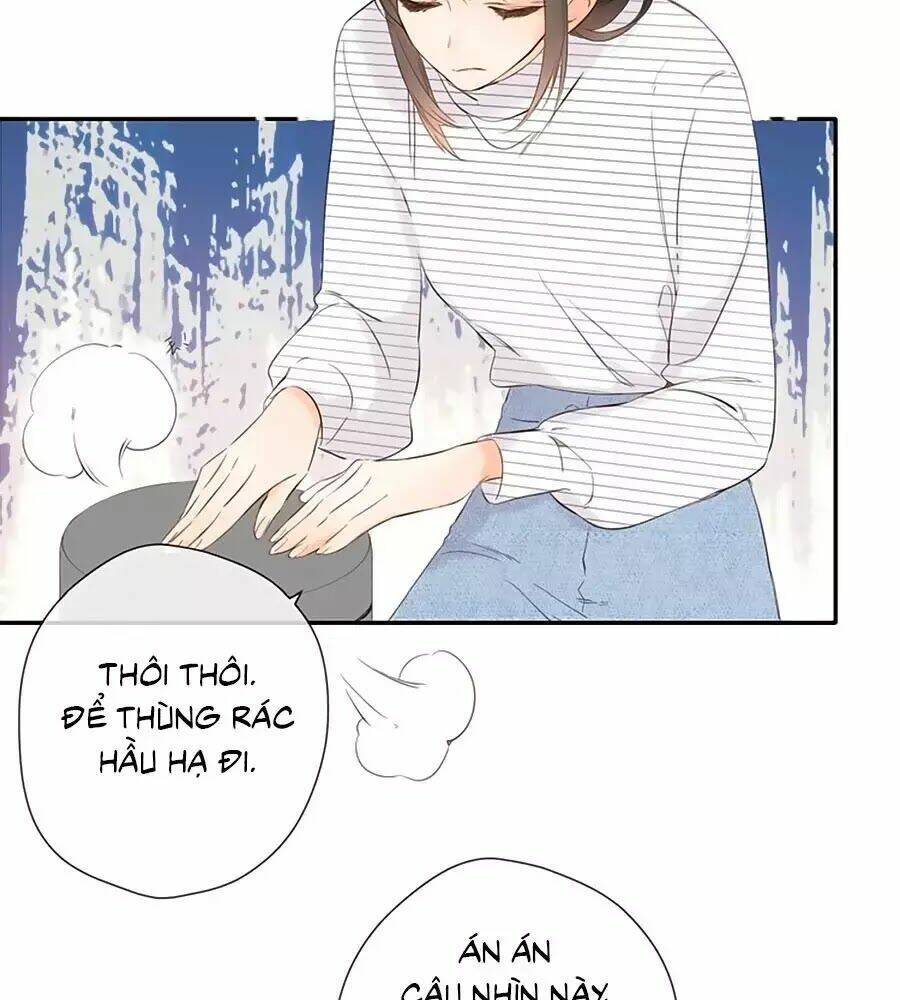 THÔI THÔI.
ĐỂ THÙNG RÁC
HẦU HẠ ĐI.
ÁN ÁN
CẬU NHÌN NÀY